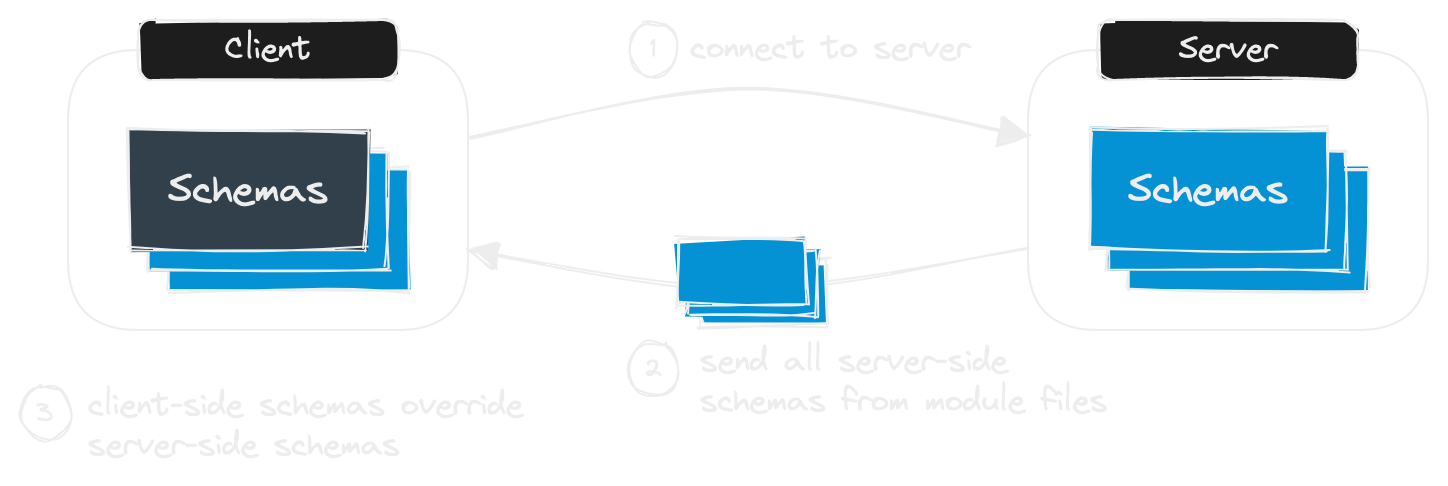 Client
1 connect to server
Server
Schemas
Schemas
2 send all server-side
schemas from module files
3 client-side schemas override
server-side schemas